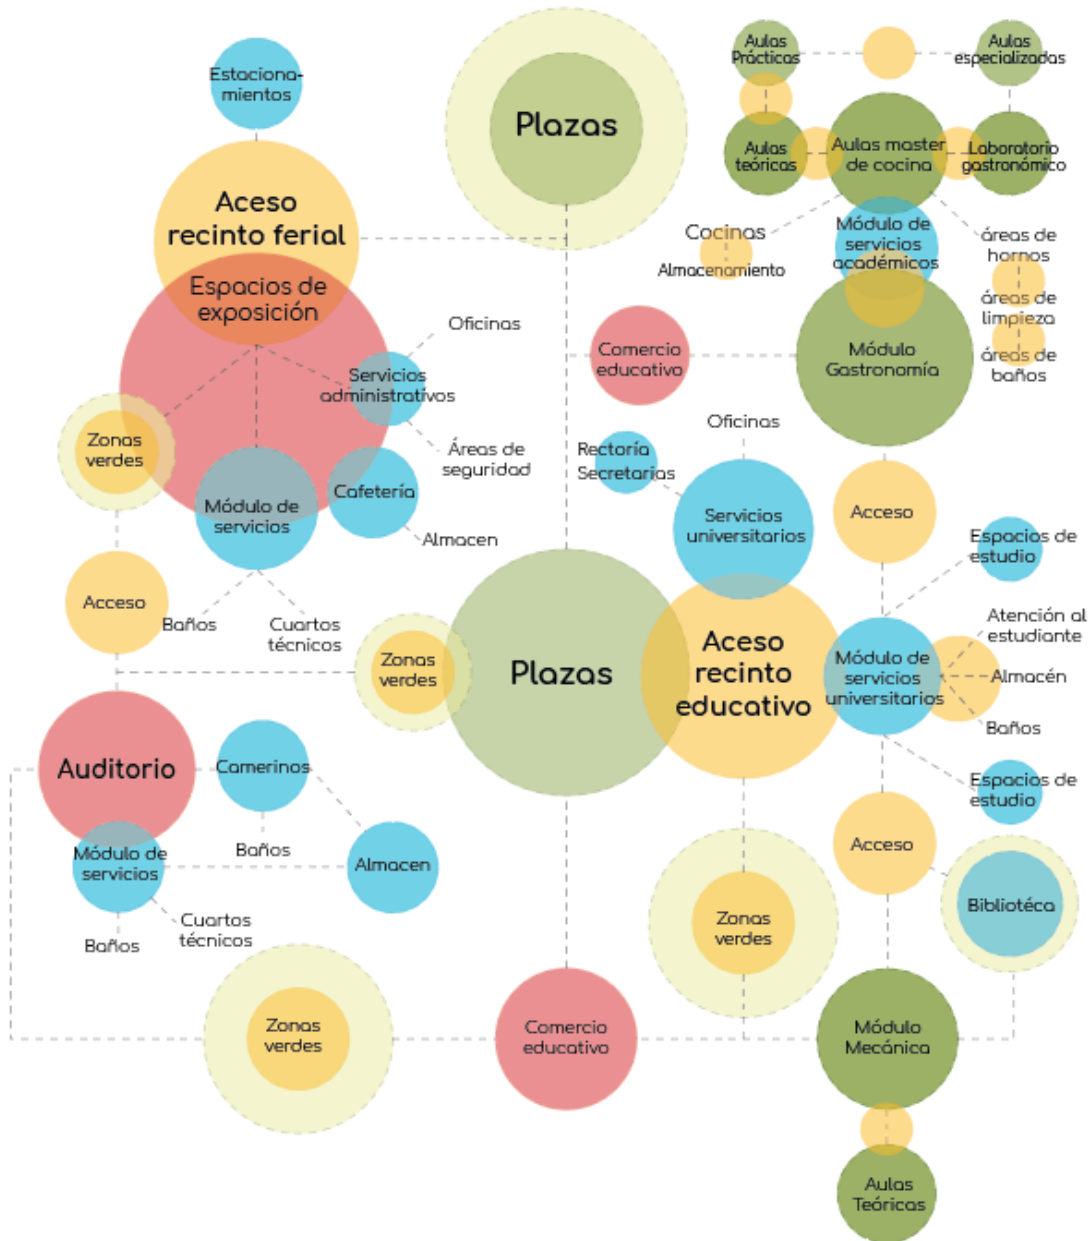 Aulas
Prácticas
Aulas
especializadas
Estaciona-
mientos
Plazas
Aulas
teóricas
Aulas master
de cocina
Laboratorio
gastronómico
Aceso
recinto ferial
Cocinas
Almacenamiento
Módulo de
servicios
académicos
áreas de
hornos
áreas de
limpieza
áreas de
baños
Espacios de
exposición
Oficinas
Servicios
administrativos
Comercio
educativo
Módulo
Gastronomía
Zonas
verdes
Áreas de
seguridad
Oficinas
Rectoría
Secretarias
Módulo de
servicios
Cafetería
Almacen
Servicios
universitarios
Acceso
Espacios de
estudio
Acceso
Baños
Cuartos
técnicos
Zonas
verdes
Plazas
Aceso
recinto
educativo
Módulo de
servicios
universitarios
Atención al
estudiante
Almacén
Baños
Auditorio
Camerinos
Espacios de
estudio
Módulo de
servicios
Baños
Almacen
Acceso
Baños
Cuartos
técnicos
Zonas
verdes
Bibliotéca
Zonas
verdes
Comercio
educativo
Módulo
Mecánica
Aulas
Teóricas